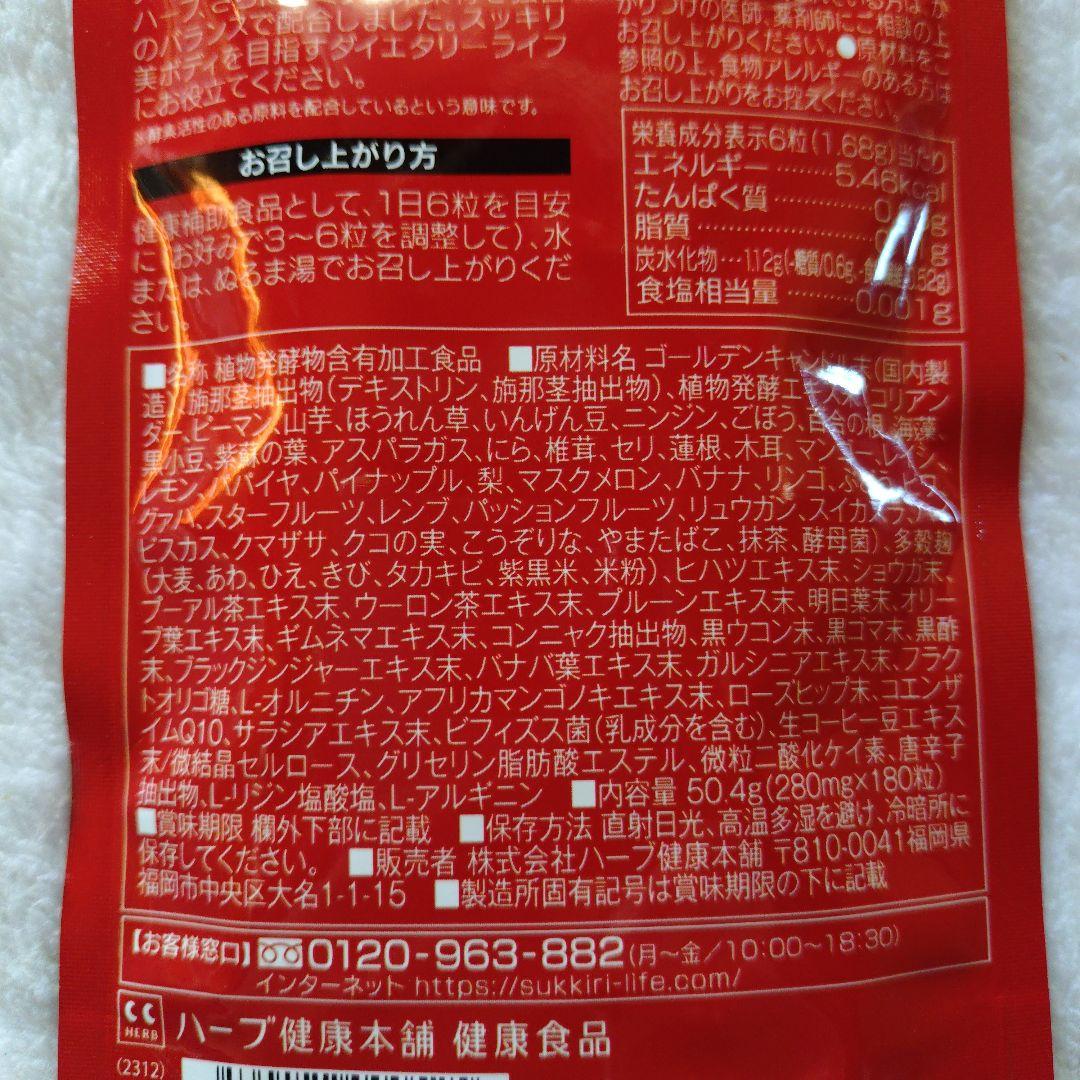 のバランスで配合しました。スッキリ
美ボディを目指すダイエタリーライフ
にお役立てください。
酵素活性のある原料を配合しているという意味です。
お召し上がり方
健康補助食品として、1日6粒を目安
に お好みで3〜6粒を調整して)、水
または、ぬるま湯でお召し上がりくだ
さい。
かりつけの医師、薬剤師にご相談の上
お召し上がりください。●原材料をご
参照の上、食物アレルギーのある方は
お召し上がりをお控えください。
栄養成分表示6粒(1.68g)当たり
エネルギー………5.46kcal
たんぱく質
脂質
炭水化物…1.12g(-糖質/0.6g
食塩相当量………0.001g
■名称 植物発酵物含有加工食品 ■原材料名 ゴールデンキャンドル末(国内製
造)、旃那茎抽出物(デキストリン、旃那茎抽出物)、植物発酵エキス末(コリアン
ダー、ピーマン、山芋、ほうれん草、いんげん豆、ニンジン、ごぼう、百合の根、海藻、
黒小豆、紫蘇の葉、アスパラガス、にら、椎茸、セリ、蓮根、木耳、マンゴー、レイシ、
レモン、パパイヤ、パイナップル、梨、マスクメロン、バナナ、リンゴ、
グァバ、スターフルーツ、レンブ、パッションフルーツ、リュウガン、スイカ
ビスカス、クマザサ、クコの実、こうぞりな、やまたばこ、抹茶、酵母菌)、多穀麹
(大麦、あわ、ひえ、きび、タカキビ、紫黒米、米粉)、ヒハツエキス末、ショウガ末、
プーアル茶エキス末、ウーロン茶エキス末、プルーンエキス末、明日葉末、オリー
ブ葉エキス末、ギムネマエキス末、コンニャク抽出物、黒ウコン末、黒ゴマ末、黒酢
末、ブラックジンジャーエキス末、バナバ葉エキス末、ガルシニアエキス末、フラク
トオリゴ糖、L-オルニチン、アフリカマンゴノキエキス末、ローズヒップ末、コエンザ
イムQ10、サラシアエキス末、ビフィズス菌(乳成分を含む)、生コーヒー豆エキス
末/微結晶セルロース、グリセリン脂肪酸エステル、微粒二酸化ケイ素、唐辛子
抽出物、L-リジン塩酸塩、L-アルギニン ■内容量 50.4g(280mg×180粒)
■賞味期限 欄外下部に記載 ■保存方法 直射日光、高温多湿を避け、冷暗所に
保存してください。 ■販売者 株式会社ハーブ健康本舗 〒810-0041福岡県
福岡市中央区大名1-1-15 ■製造所固有記号は賞味期限の下に記載
【お客様窓口】0120-963-882(月〜金/10:00〜18:30)
インターネット https://sukkiri-life.com/
HERB ハーブ健康本舗 健康食品
(2312)